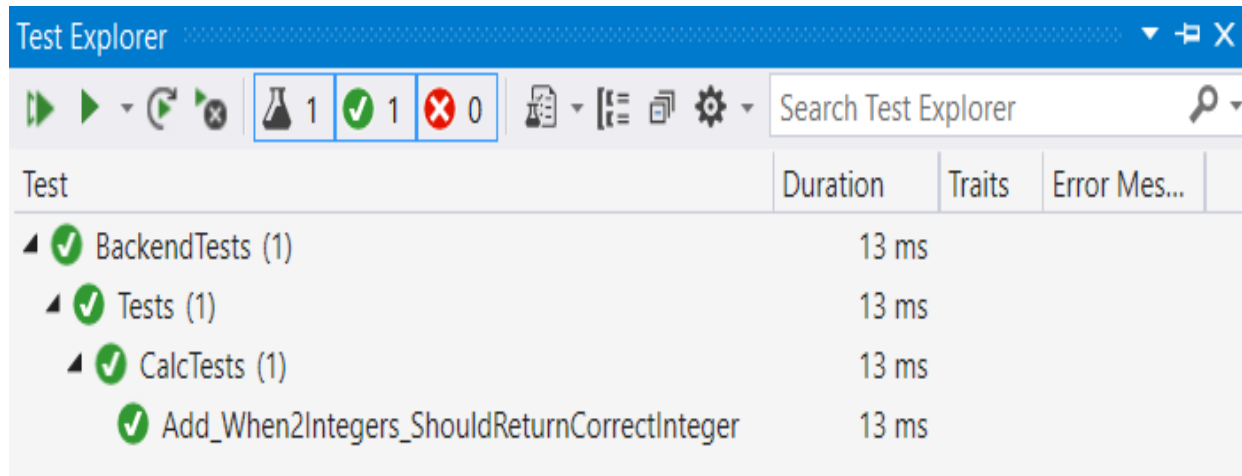 Test Explorer
1 1 0 Search Test Explorer
Test Duration Traits Error Mes...
BackendTests (1) 13 ms
Tests (1) 13 ms
CalcTests (1) 13 ms
Add_When2Integers_ShouldReturnCorrectInteger 13 ms